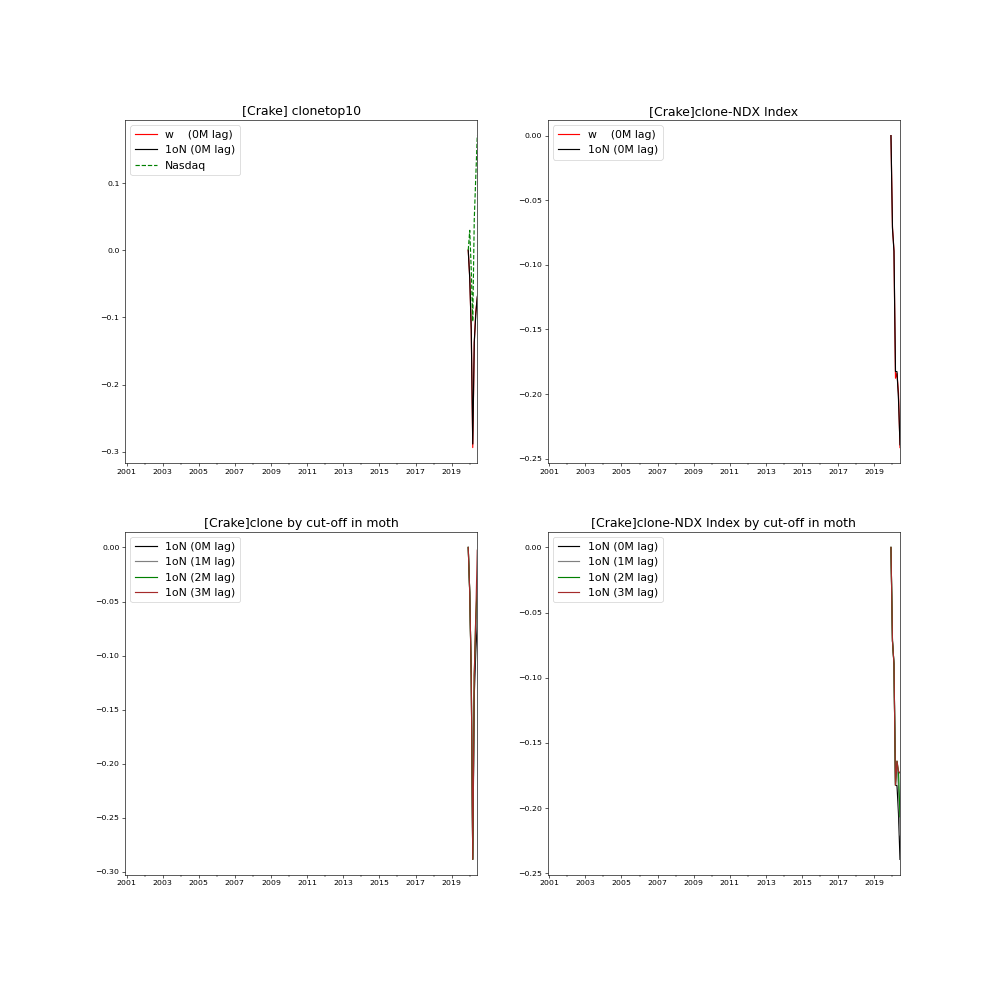 [Crake] clonetop10
w    (0M lag)
1oN (0M lag)
Nasdaq
0.1
0.0
−0.1
−0.2
−0.3
2001 2003 2005 2007 2009 2011 2013 2015 2017 2019
[Crake]clone-NDX Index
w    (0M lag)
1oN (0M lag)
0.00
−0.05
−0.10
−0.15
−0.20
−0.25
2001 2003 2005 2007 2009 2011 2013 2015 2017 2019
[Crake]clone by cut-off in moth
1oN (0M lag)
1oN (1M lag)
1oN (2M lag)
1oN (3M lag)
0.00
−0.05
−0.10
−0.15
−0.20
−0.25
−0.30
2001 2003 2005 2007 2009 2011 2013 2015 2017 2019
[Crake]clone-NDX Index by cut-off in moth
1oN (0M lag)
1oN (1M lag)
1oN (2M lag)
1oN (3M lag)
0.00
−0.05
−0.10
−0.15
−0.20
−0.25
2001 2003 2005 2007 2009 2011 2013 2015 2017 2019